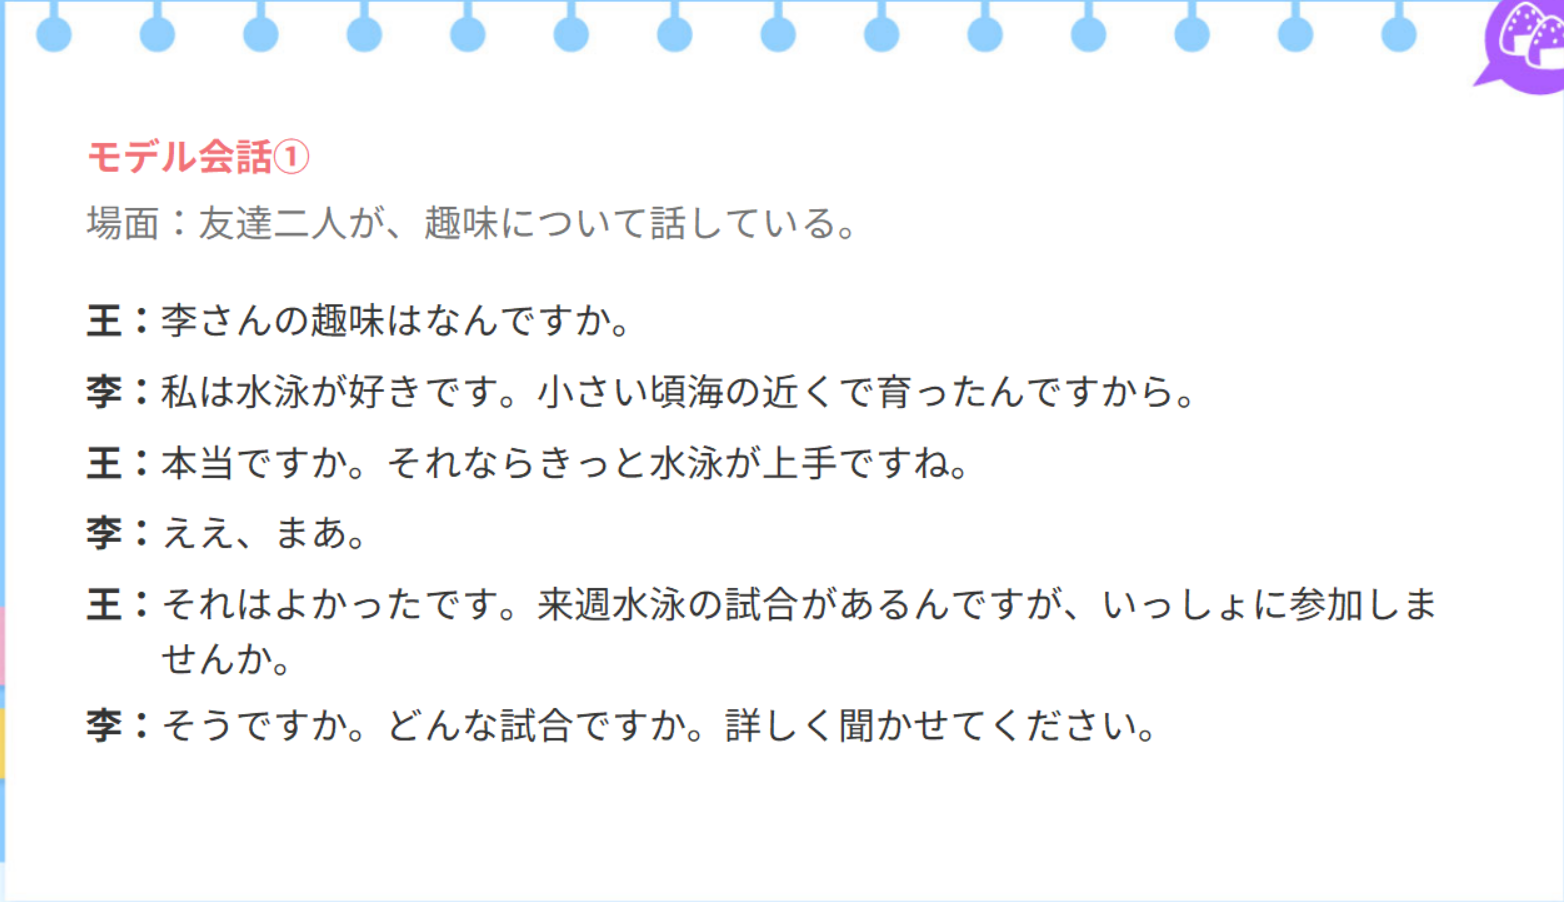 モデル会話①
場面：友達二人が、趣味について話している。
王：李さんの趣味はなんですか。
李：私は水泳が好きです。小さい頃海の近くで育ったんですから。
王：本当ですか。それならきっと水泳が上手ですね。
李：ええ、まあ。
王：それはよかったです。来週水泳の試合があるんですが、いっしょに参加しま
せんか。
李：そうですか。どんな試合ですか。詳しく聞かせてください。